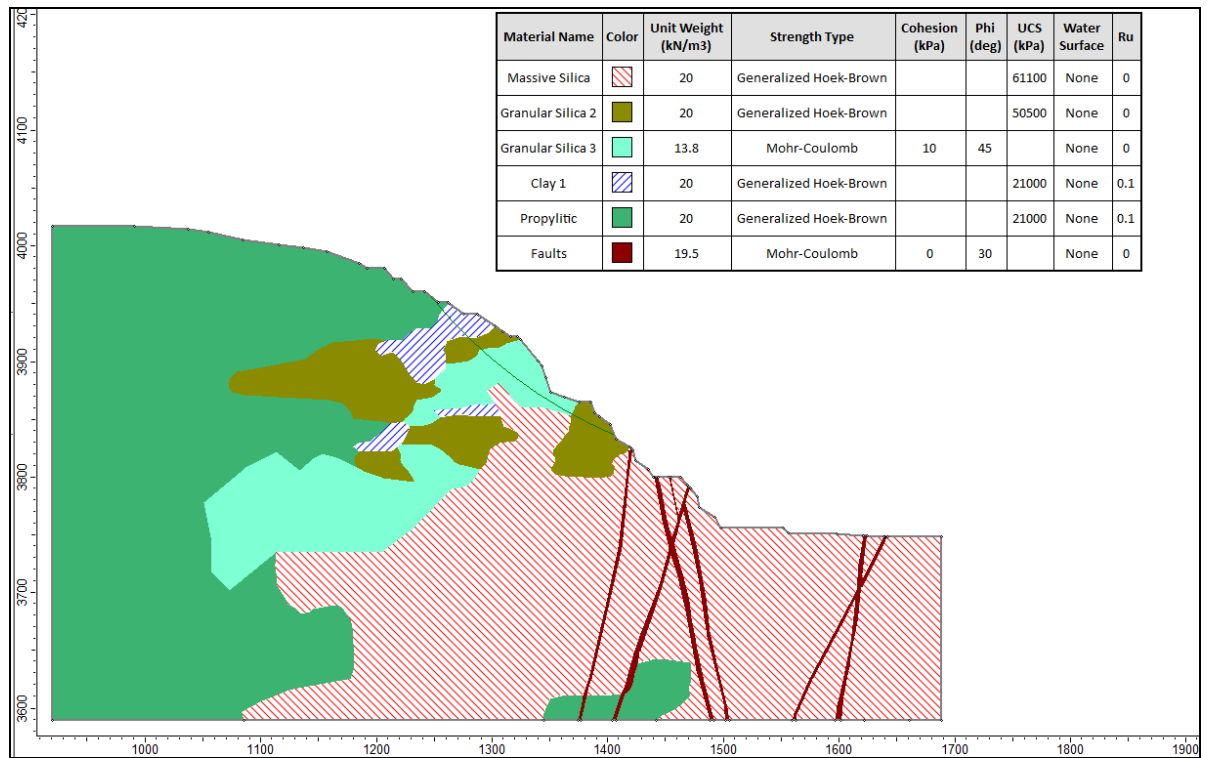 Material Name Color Unit Weight (kN/m3) Strength Type Cohesion (kPa) Phi (deg) UCS (kPa) Water Surface Ru
Massive Silica 20 Generalized Hoek-Brown 61100 None 0
Granular Silica 2 20 Generalized Hoek-Brown 50500 None 0
Granular Silica 3 13.8 Mohr-Coulomb 10 45 None 0
Clay 1 20 Generalized Hoek-Brown 21000 None 0.1
Propylitic 20 Generalized Hoek-Brown 21000 None 0.1
Faults 19.5 Mohr-Coulomb 0 30 None 0
4100
4000
3900
3800
3700
3600
1000 1100 1200 1300 1400 1500 1600 1700 1800 1900